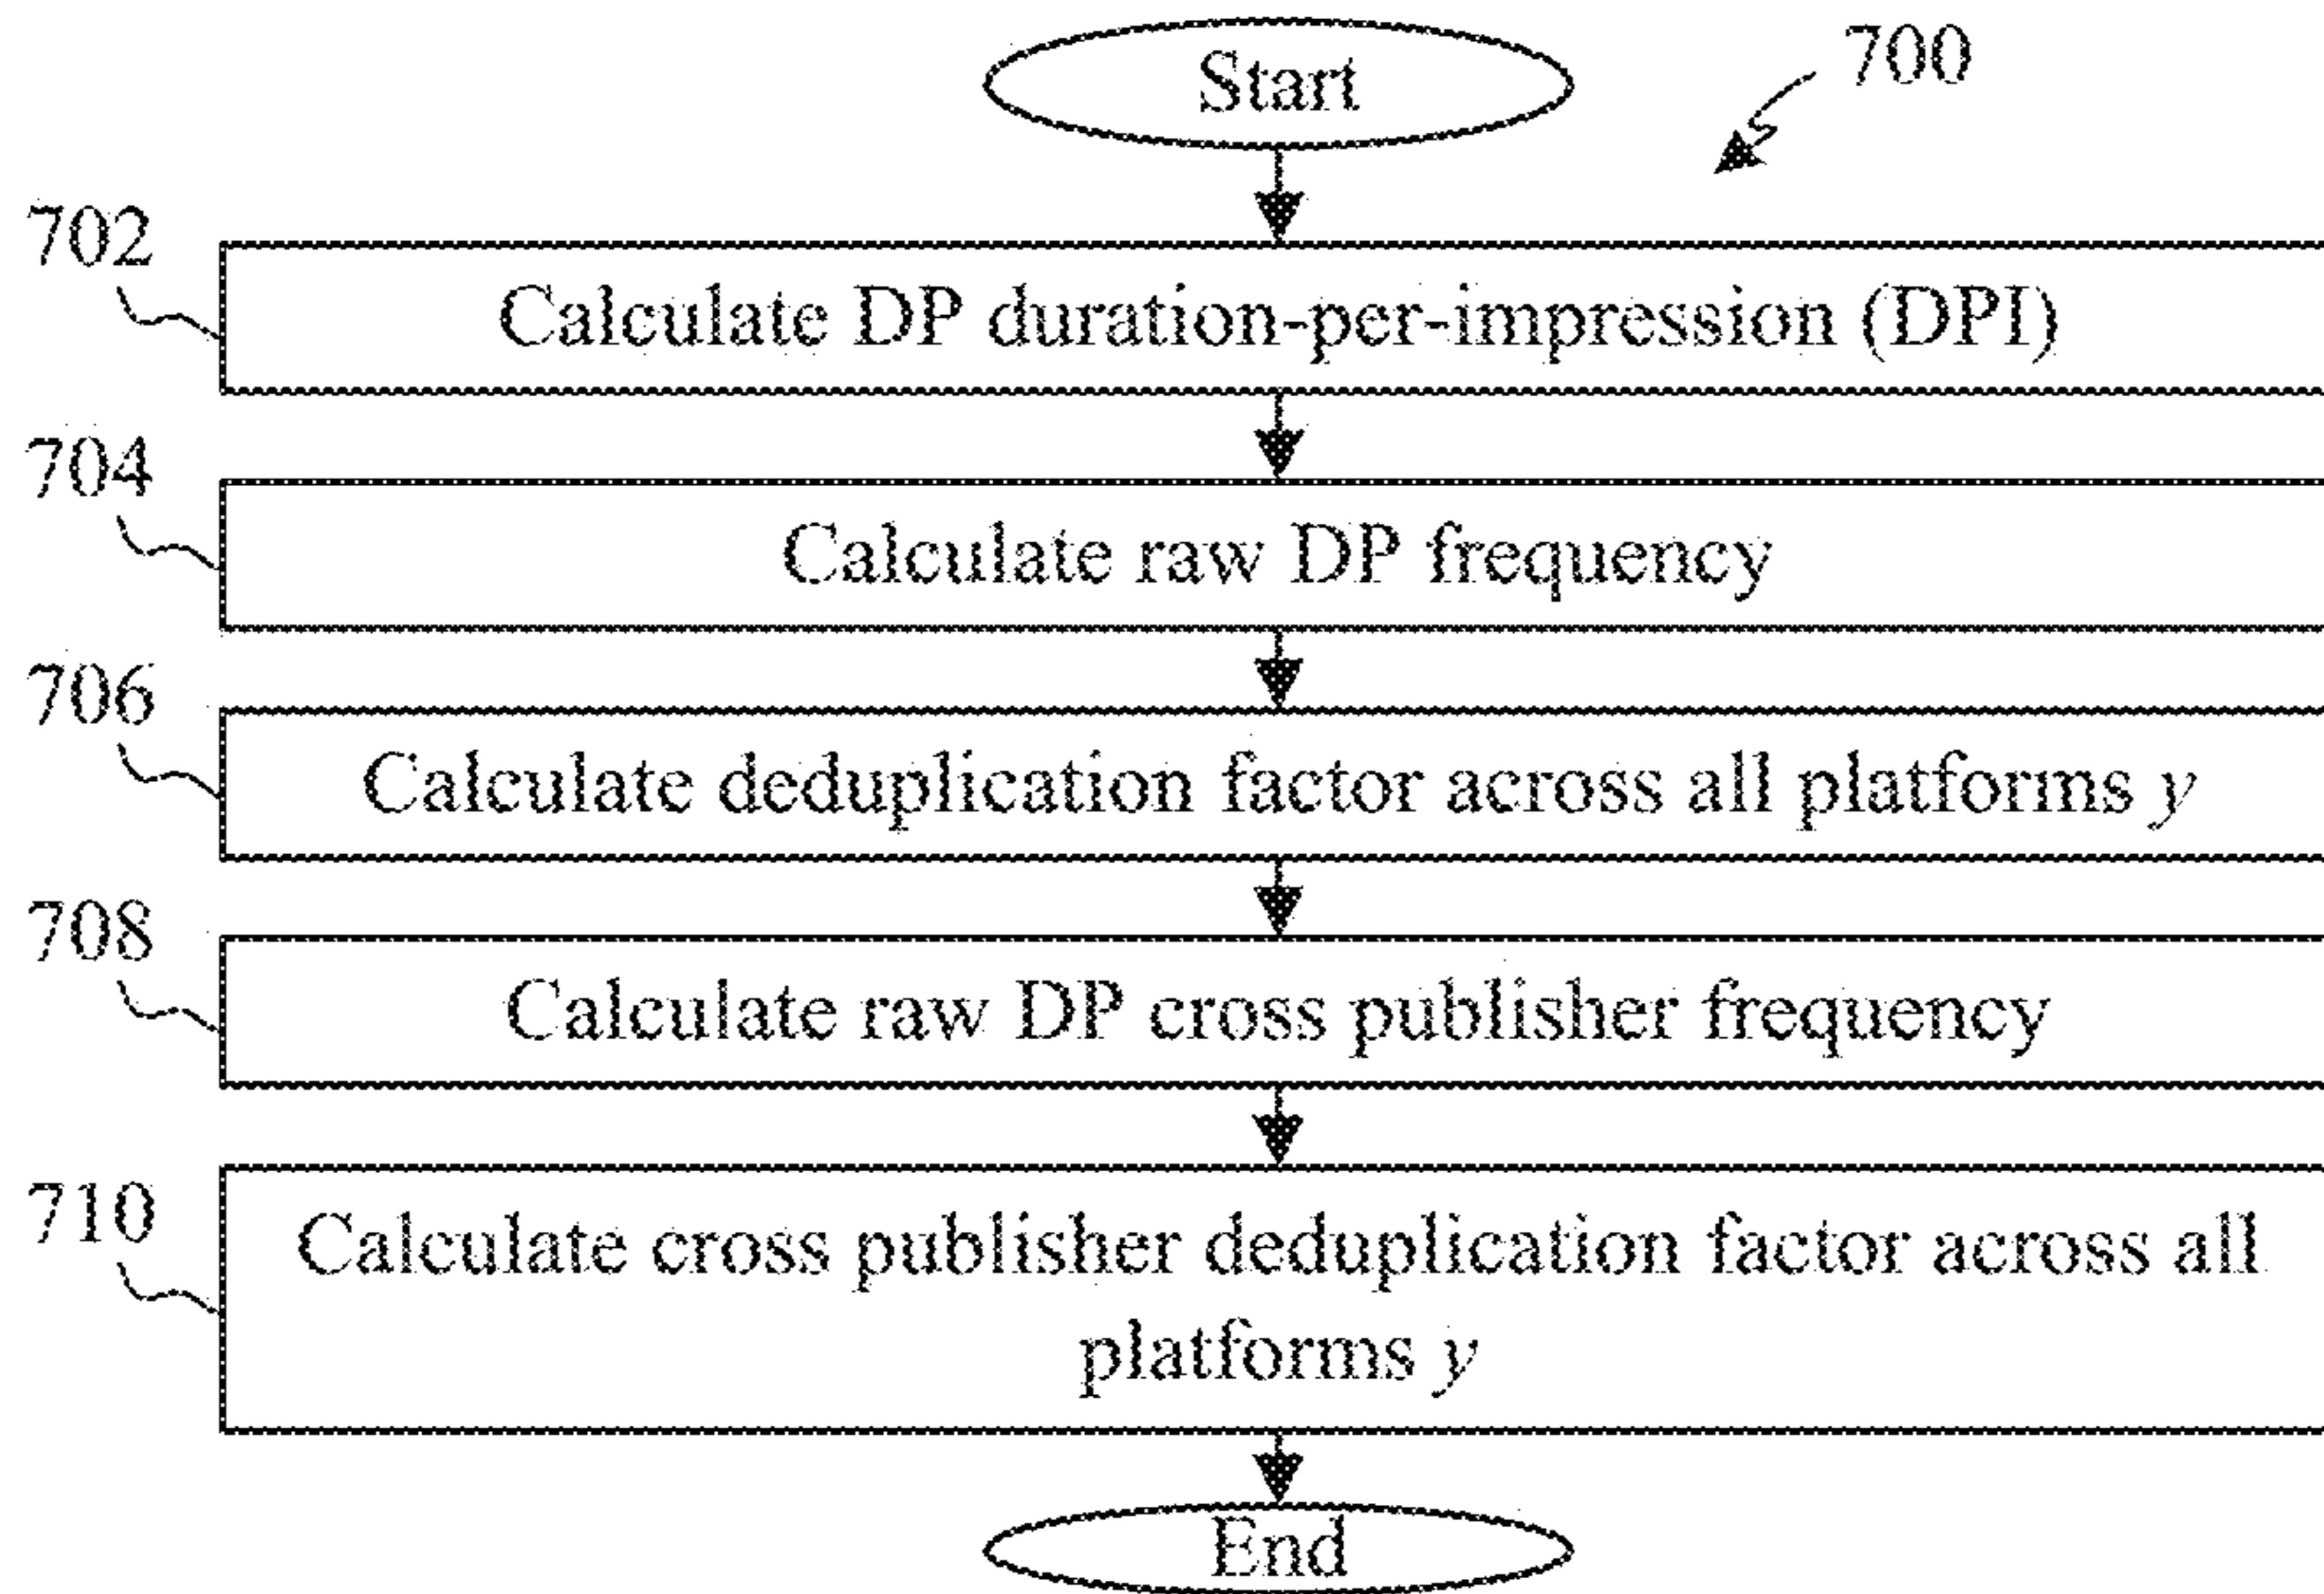 Start
700
702
Calculate DP duration-per-impression (DPI)
704
Calculate raw DP frequency
706
Calculate deduplication factor across all platforms y
708
Calculate raw DP cross publisher frequency
710
Calculate cross publisher deduplication factor across all
platforms y
End